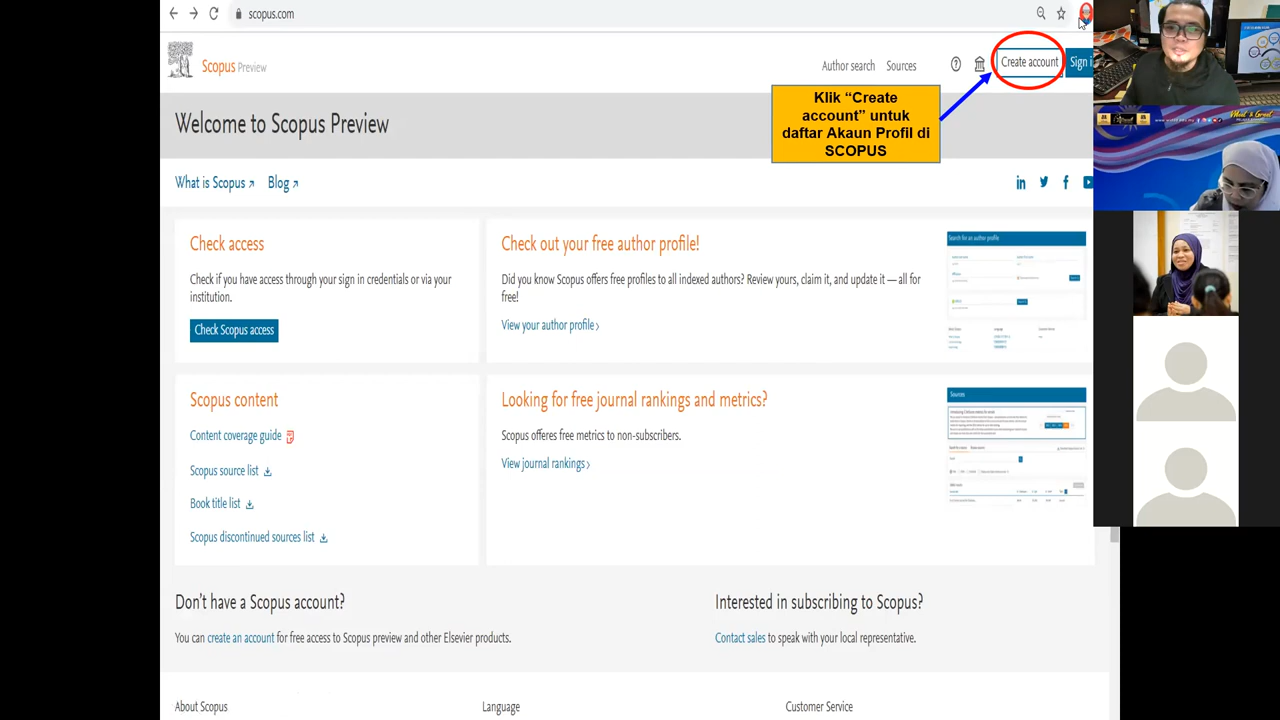 scopus.com
Scopus Preview
Author search Sources
Create account
Sign i
Klik “Create
account” untuk
daftar Akaun Profil di
SCOPUS
Welcome to Scopus Preview
What is Scopus
Blog
Check access
Check if you have access through your sign in credentials or via your
institution.
Check Scopus access
Check out your free author profile!
Did you know Scopus offers free profiles to all indexed authors? Review yours, claim it, and update it — all for
free!
View your author profile
Search for an author profile
Scopus content
Content coverage guide
Scopus source list
Book title list
Scopus discontinued sources list
Looking for free journal rankings and metrics?
Scopus offers free metrics to non-subscribers.
View journal rankings
Sources
Don’t have a Scopus account?
You can create an account for free access to Scopus preview and other Elsevier products.
Interested in subscribing to Scopus?
Contact sales to speak with your local representative.
About Scopus
Language
Customer Service